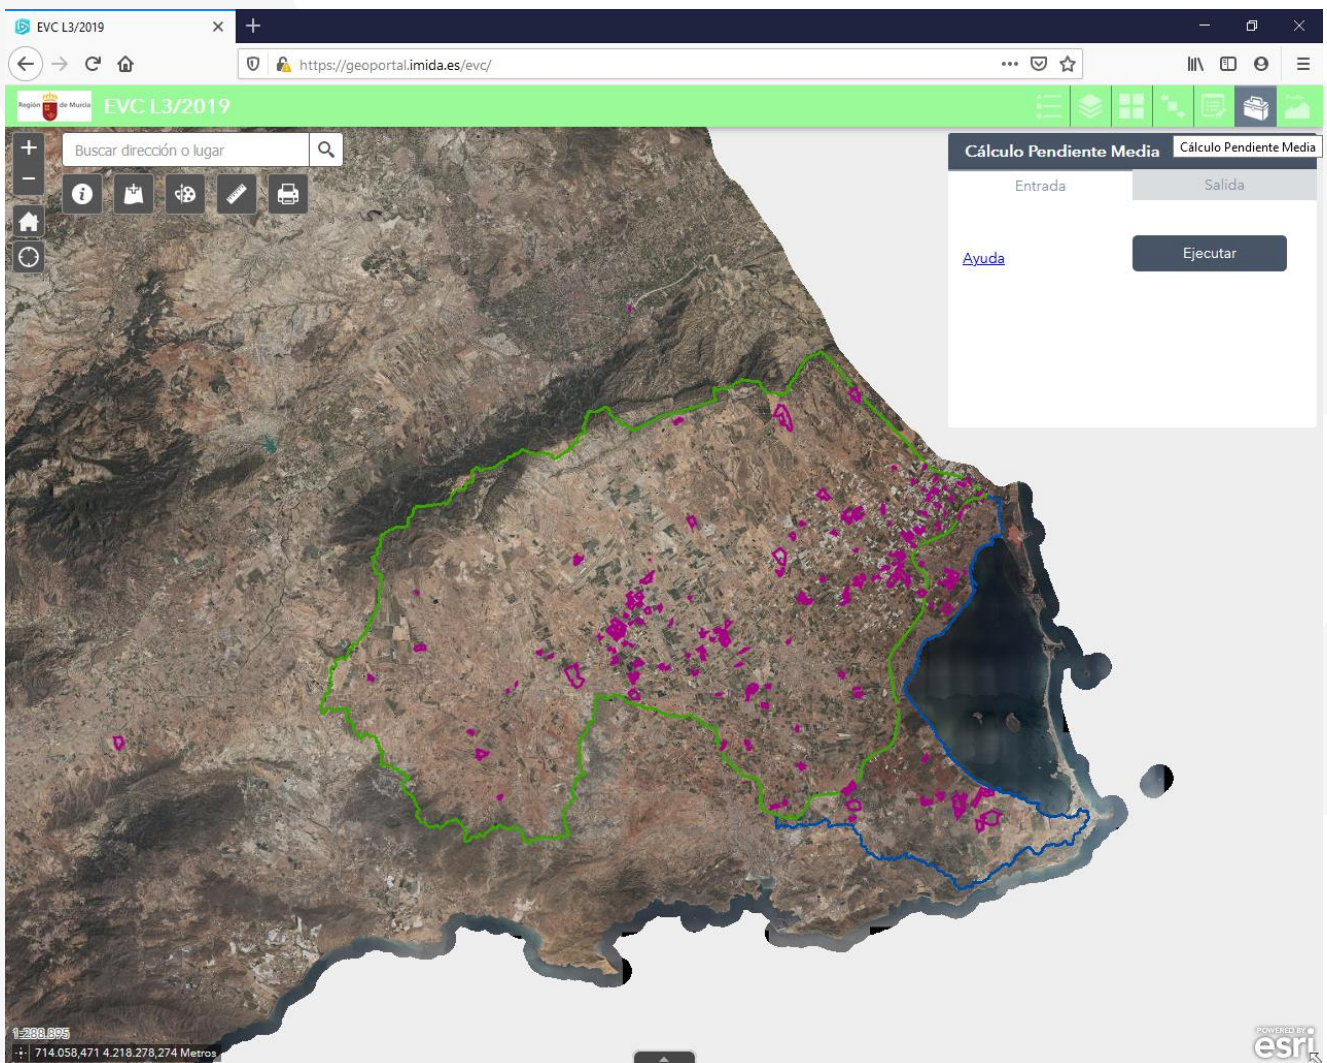 EVC L3/2019
https://geoportal.imida.es/evc/
Región de Murcia
EVC L3/2019
Buscar dirección o lugar
Cálculo Pendiente Media
Cálculo Pendiente Media
Entrada
Salida
Ayuda
Ejecutar
1:288.895
714.058,471 4.218.278,274 Metros
POWERED BY
esri